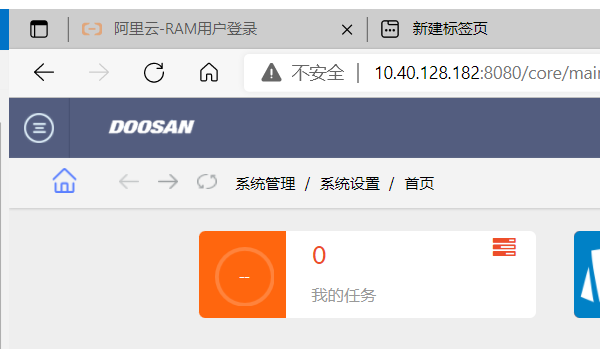 阿里云-RAM用户登录
新建标签页
不安全 10.40.128.182:8080/core/main
DOOSAN
系统管理 / 系统设置 / 首页
--
0
我的任务